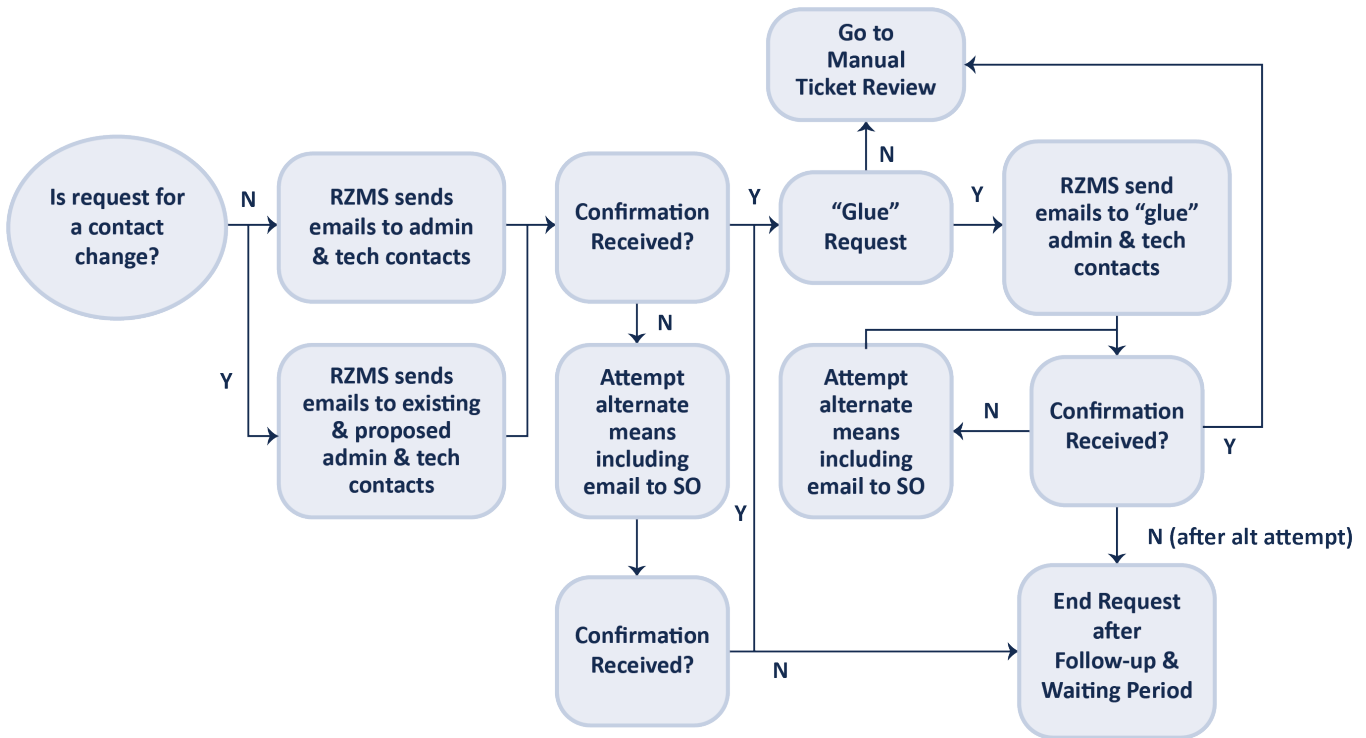 Go to
Manual
Ticket Review
Is request for
a contact
change?
N
RZMS sends
emails to admin
& tech contacts
Confirmation
Received?
Y
N
“Glue”
Request
Y
RZMS send
emails to “glue”
admin & tech
contacts
N
Y
RZMS sends
emails to existing
& proposed
admin & tech
contacts
Attempt
alternate
means
including
email to SO
Y
Attempt
alternate
means
including
email to SO
N
Confirmation
Received?
Y
N (after alt attempt)
Confirmation
Received?
N
End Request
after
Follow-up &
Waiting Period